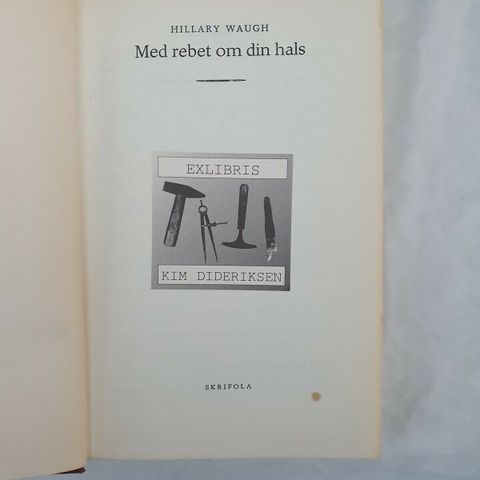 HILLARY WAUGH
Med rebet om din hals
EXLIBRIS
KIM DIDERIKSEN
SKRIFOLA